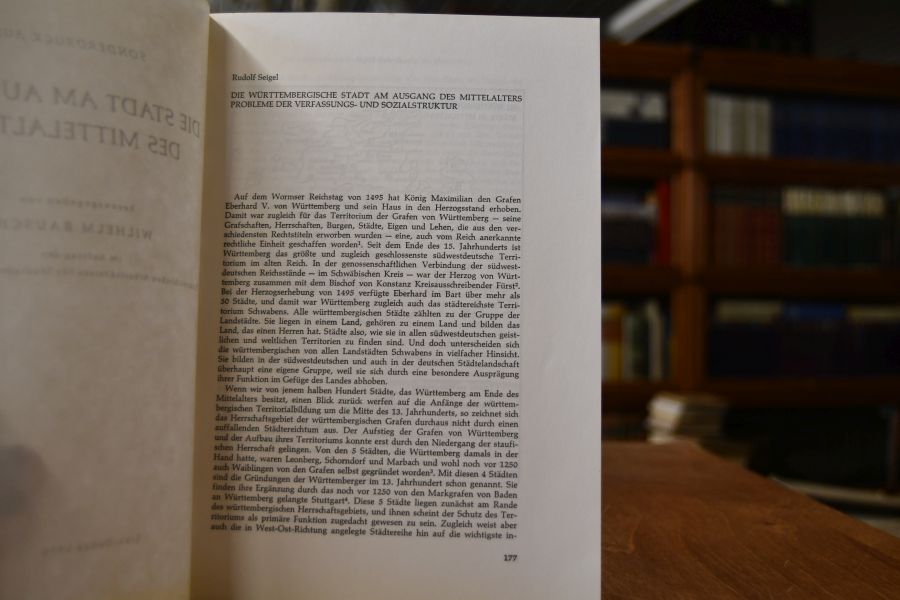 SONDERDRUCK AUS
DIE STADT AM AU
DES MITTELALT
herausgegeben von
WILHELM RAUSCH
Rudolf Seigel
DIE WÜRTTEMBERGISCHE STADT AM AUSGANG DES MITTELALTERS
PROBLEME DER VERFASSUNGS- UND SOZIALSTRUKTUR
Auf dem Wormser Reichstag von 1495 hat König Maximilian den Grafen
Eberhard V. von Württemberg und sein Haus in den Herzogsstand erhoben.
Damit war zugleich für das Territorium der Grafen von Württemberg — seine
Grafschaften, Herrschaften, Burgen, Städte, Eigen und Lehen, die aus den ver-
schiedensten Rechtstiteln erworben wurden — eine, auch vom Reich anerkannte
rechtliche Einheit geschaffen worden¹. Seit dem Ende des 15. Jahrhunderts ist
Württemberg das größte und zugleich geschlossenste südwestdeutsche Terri-
torium im alten Reich. In der genossenschaftlichen Verbindung der südwest-
deutschen Reichsstände — im Schwäbischen Kreis — war der Herzog von Würt-
temberg zusammen mit dem Bischof von Konstanz Kreisausschreibender Fürst².
Bei der Herzogserhebung von 1495 verfügte Eberhard im Bart über mehr als
50 Städte, und damit war Württemberg zugleich auch das städtereichste Terri-
torium Schwabens. Alle württembergischen Städte zählten zu der Gruppe der
Landstädte. Sie liegen in einem Land, gehören zu einem Land und bilden das
Land, das einen Herren hat. Städte also, wie sie in allen südwestdeutschen geist-
lichen und weltlichen Territorien zu finden sind. Und doch unterscheiden sich
die württembergischen von allen Landstädten Schwabens in vielfacher Hinsicht.
Sie bilden in der südwestdeutschen und auch in der deutschen Städtelandschaft
überhaupt eine eigene Gruppe, weil sie sich durch eine besondere Ausprägung
ihrer Funktion im Gefüge des Landes abhoben.
Wenn wir von jenem halben Hundert Städte, das Württemberg am Ende des
Mittelalters besitzt, einen Blick zurück werfen auf die Anfänge der württem-
bergischen Territorialbildung um die Mitte des 13. Jahrhunderts, so zeichnet sich
das Herrschaftsgebiet der württembergischen Grafen durchaus nicht durch einen
auffallenden Städtereichtum aus. Der Aufstieg der Grafen von Württemberg
und der Aufbau ihres Territoriums konnte erst durch den Niedergang der staufi-
schen Herrschaft gelingen. Von den 5 Städten, die Württemberg damals in der
Hand hatte, waren Leonberg, Schorndorf und Marbach und wohl noch vor 1250
auch Waiblingen von den Grafen selbst gegründet worden³. Mit diesen 4 Städten
sind die Gründungen der Württemberger im 13. Jahrhundert schon genannt. Sie
finden ihre Ergänzung durch das noch vor 1250 von den Markgrafen von Baden
an Württemberg gelangte Stuttgart⁴. Diese 5 Städte liegen zunächst am Rande
des württembergischen Herrschaftsgebiets, und ihnen scheint der Schutz des Ter-
ritoriums als primäre Funktion zugedacht gewesen zu sein. Zugleich weist aber
auch die in West-Ost-Richtung angelegte Städtereihe hin auf die wichtigste in-
177